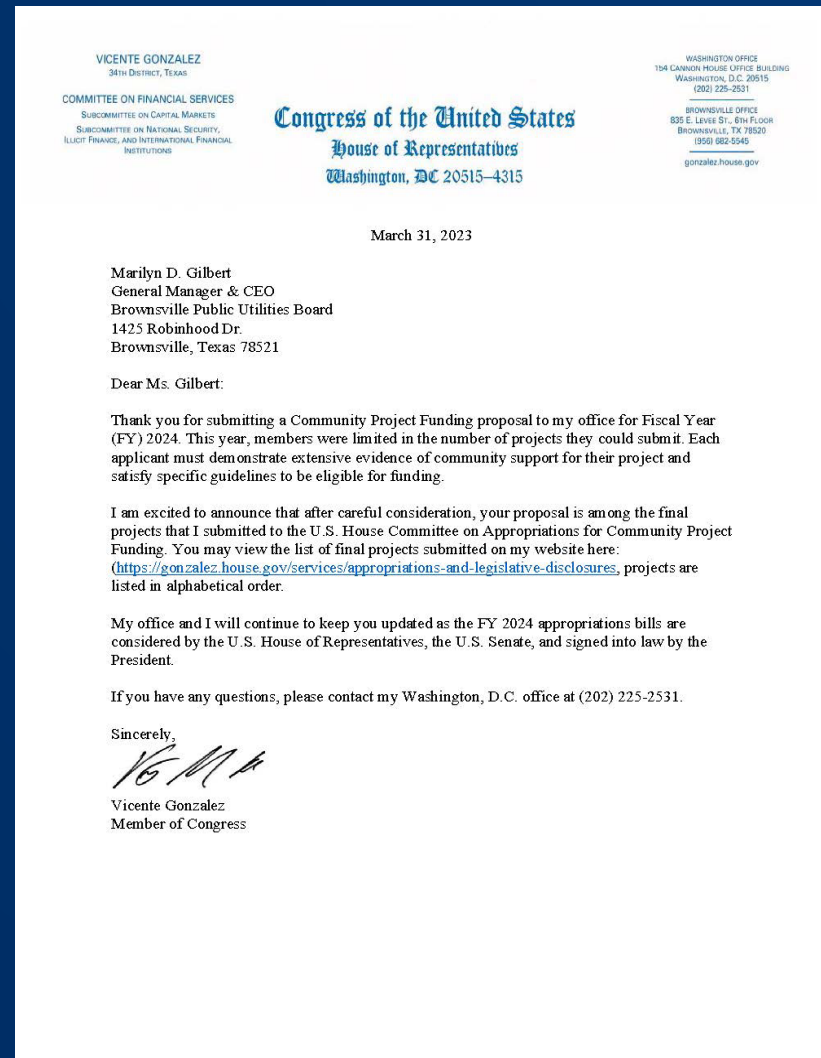 VICENTE GONZALEZ
34TH DISTRICT, TEXAS
COMMITTEE ON FINANCIAL SERVICES
SUBCOMMITTEE ON CAPITAL MARKETS
SUBCOMMITTEE ON NATIONAL SECURITY,
ILLICIT FINANCE, AND INTERNATIONAL FINANCIAL
INSTITUTIONS
Congress of the United States
House of Representatives
Washington, DC 20515–4315
WASHINGTON OFFICE
154 CANNON HOUSE OFFICE BUILDING
WASHINGTON, D.C. 20515
(202) 225–2531
BROWNSVILLE OFFICE
835 E. LEVEE ST., 6TH FLOOR
BROWNSVILLE, TX 78520
(956) 682-5545
gonzalez.house.gov
March 31, 2023
Marilyn D. Gilbert
General Manager & CEO
Brownsville Public Utilities Board
1425 Robinhood Dr.
Brownsville, Texas 78521
Dear Ms. Gilbert:
Thank you for submitting a Community Project Funding proposal to my office for Fiscal Year
(FY) 2024. This year, members were limited in the number of projects they could submit. Each
applicant must demonstrate extensive evidence of community support for their project and
satisfy specific guidelines to be eligible for funding.
I am excited to announce that after careful consideration, your proposal is among the final
projects that I submitted to the U.S. House Committee on Appropriations for Community Project
Funding. You may view the list of final projects submitted on my website here:
(https://gonzalez.house.gov/services/appropriations-and-legislative-disclosures, projects are
listed in alphabetical order.
My office and I will continue to keep you updated as the FY 2024 appropriations bills are
considered by the U.S. House of Representatives, the U.S. Senate, and signed into law by the
President.
If you have any questions, please contact my Washington, D.C. office at (202) 225-2531.
Sincerely,
Vicente Gonzalez
Member of Congress